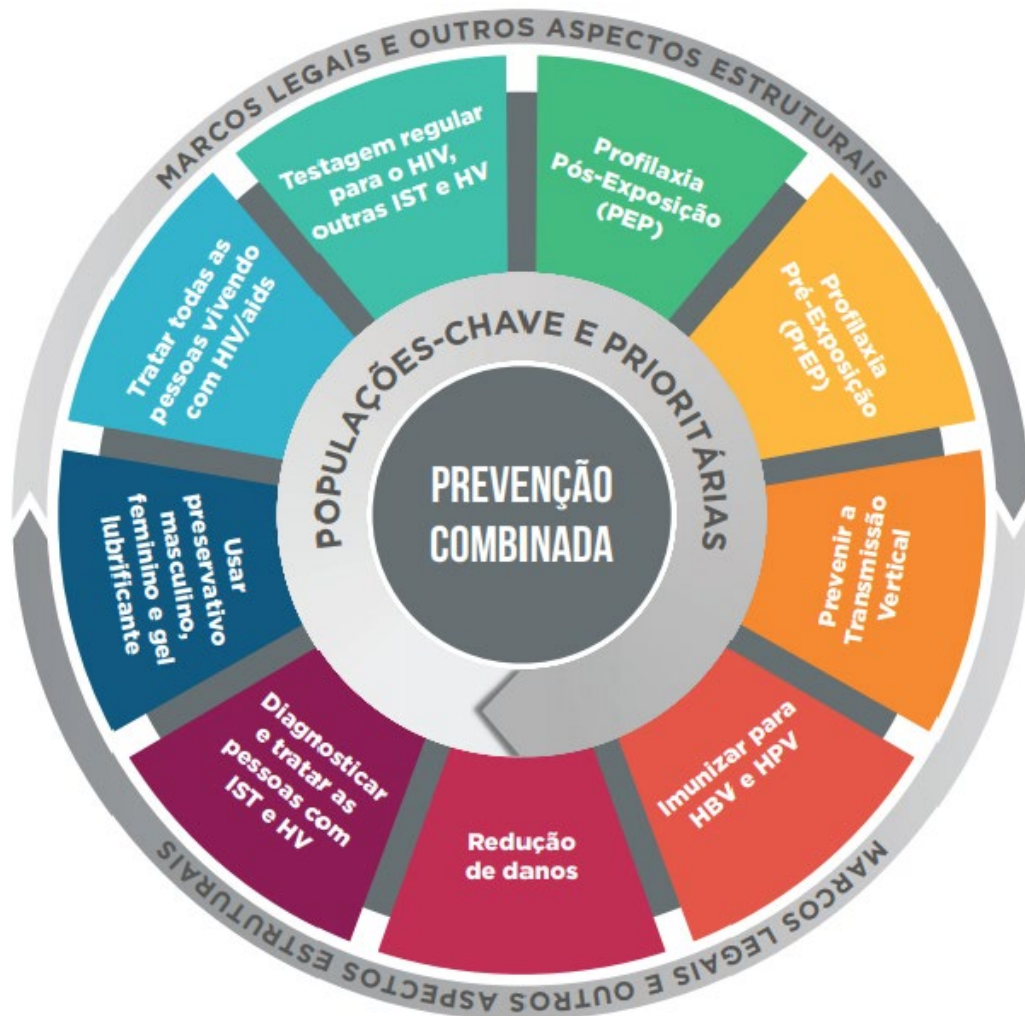 MARCOS LEGAIS E OUTROS ASPECTOS ESTRUTURAIS
Testagem regular
para o HIV,
outras IST e HV
Profilaxia
Pós-Exposição
(PEP)
Profilaxia
Pré-Exposição
(PrEP)
Prevenir a
Transmissão
Vertical
Imunizar para
HBV e HPV
Redução
de danos
Diagnosticar
e tratar as
pessoas com
IST e HV
Usar
preservativo
masculino,
feminino e gel
lubrificante
Tratar todas as
pessoas vivendo
com HIV/aids
POPULAÇÕES-CHAVE E PRIORITÁRIAS
PREVENÇÃO
COMBINADA
MARCOS LEGAIS E OUTROS ASPECTOS ESTRUTURAIS